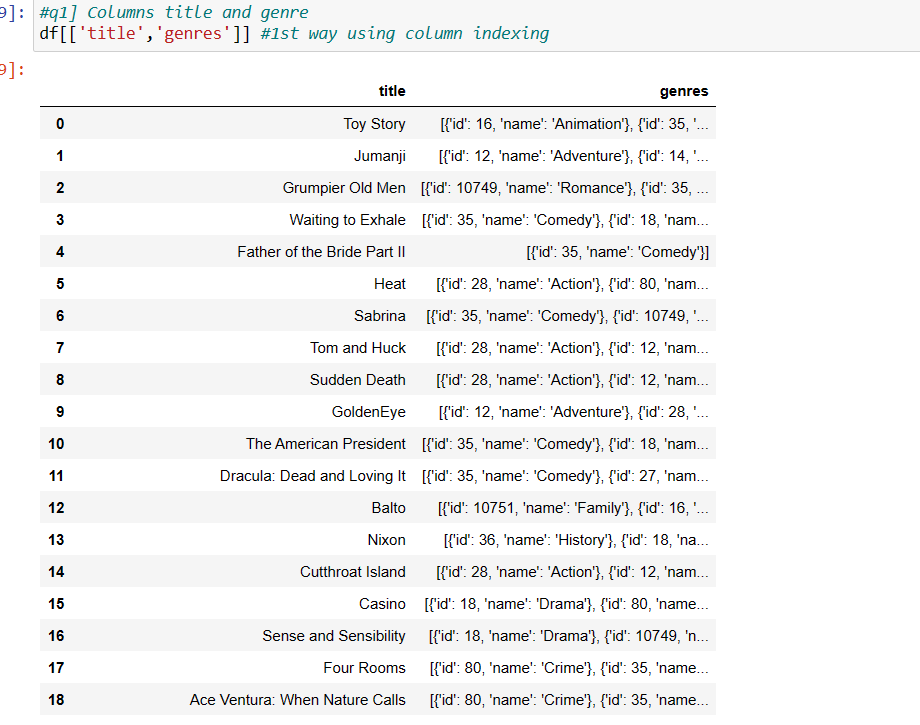 9]: #q1] Columns title and genre
df[['title','genres']] #1st way using column indexing
9]:
title genres
0 Toy Story [{'id': 16, 'name': 'Animation'}, {'id': 35, '...
1 Jumanji [{'id': 12, 'name': 'Adventure'}, {'id': 14, '...
2 Grumpier Old Men [{'id': 10749, 'name': 'Romance'}, {'id': 35, ...
3 Waiting to Exhale [{'id': 35, 'name': 'Comedy'}, {'id': 18, 'nam...
4 Father of the Bride Part II [{'id': 35, 'name': 'Comedy'}]
5 Heat [{'id': 28, 'name': 'Action'}, {'id': 80, 'nam...
6 Sabrina [{'id': 35, 'name': 'Comedy'}, {'id': 10749, '...
7 Tom and Huck [{'id': 28, 'name': 'Action'}, {'id': 12, 'nam...
8 Sudden Death [{'id': 28, 'name': 'Action'}, {'id': 12, 'nam...
9 GoldenEye [{'id': 12, 'name': 'Adventure'}, {'id': 28, '...
10 The American President [{'id': 35, 'name': 'Comedy'}, {'id': 18, 'nam...
11 Dracula: Dead and Loving It [{'id': 35, 'name': 'Comedy'}, {'id': 27, 'nam...
12 Balto [{'id': 10751, 'name': 'Family'}, {'id': 16, '...
13 Nixon [{'id': 36, 'name': 'History'}, {'id': 18, 'na...
14 Cutthroat Island [{'id': 28, 'name': 'Action'}, {'id': 12, 'nam...
15 Casino [{'id': 18, 'name': 'Drama'}, {'id': 80, 'name...
16 Sense and Sensibility [{'id': 18, 'name': 'Drama'}, {'id': 10749, 'n...
17 Four Rooms [{'id': 80, 'name': 'Crime'}, {'id': 35, 'name...
18 Ace Ventura: When Nature Calls [{'id': 80, 'name': 'Crime'}, {'id': 35, 'name...